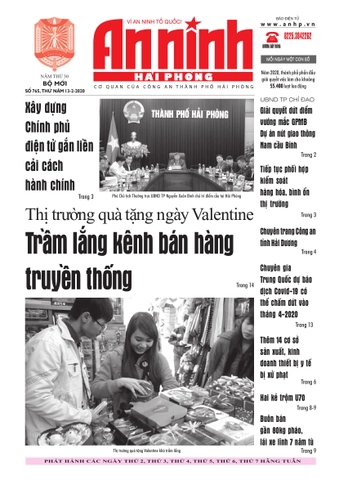 VÌ AN NINH TỔ QUỐC!
An ninh
HẢI PHÒNG
CƠ QUAN CỦA CÔNG AN THÀNH PHỐ HẢI PHÒNG
NĂM THỨ 50
BỘ MỚI
SỐ 765, THỨ NĂM 13-2-2020
BÁO ĐIỆN TỬ
www.anhp.vn
0225.3842282
ĐƯỜNG DÂY NÓNG
MỖI NGÀY MỘT CON SỐ
Năm 2020, thành phố phấn đấu
giải quyết việc làm cho khoảng
55.400 lượt lao động
Xây dựng
Chính phủ
điện tử gắn liền
cải cách
hành chính
Trang 3
THÀNH PHỐ HẢI PHÒNG
Phó Chủ tịch Thường trực UBND TP Nguyễn Xuân Bình chủ trì điểm cầu tại Hải Phòng
UBND TP CHỈ ĐẠO
Giải quyết dứt điểm
vướng mắc GPMB
Dự án nút giao thông
Nam cầu Bính
Trang 2
Tiếp tục phối hợp
kiểm soát
hàng hóa, bình ổn
thị trường
Trang 3
Chuyện trong Công an
tỉnh Hải Dương
Trang 4
Chuyên gia
Trung Quốc dự báo
dịch Covid-19 có
thể chấm dứt vào
tháng 4-2020
Trang 13
Thêm 14 cơ sở
sản xuất, kinh
doanh thiết bị y tế
bị xử phạt
Trang 6
Hai kẻ trộm U70
Trang 8-9
Buôn bán
gần 80kg pháo,
lái xe lĩnh 7 năm tù
Trang 9
Thị trường quà tặng ngày Valentine
Trầm lắng kênh bán hàng
truyền thống
Trang 14
Thị trường quà tặng Valentine khá trầm lắng
PHÁT HÀNH CÁC NGÀY THỨ 2, THỨ 3, THỨ 4, THỨ 5, THỨ 6, THỨ 7 HẰNG TUẦN